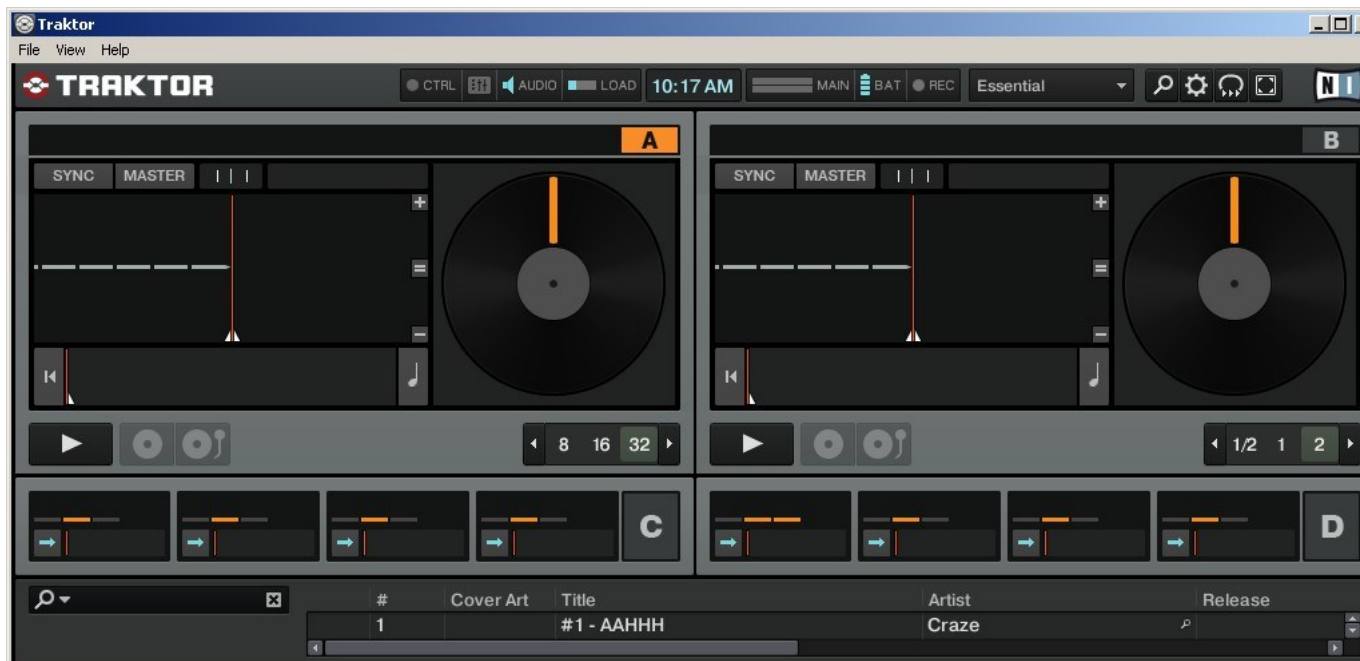 Traktor
File View Help
TRAKTOR CTRL AUDIO LOAD 10:17 AM MAIN BAT REC Essential NI
A B
SYNC MASTER SYNC MASTER
8 16 32 1/2 1 2
C D
# Cover Art Title Artist Release
1 #1 - AAHHH Craze